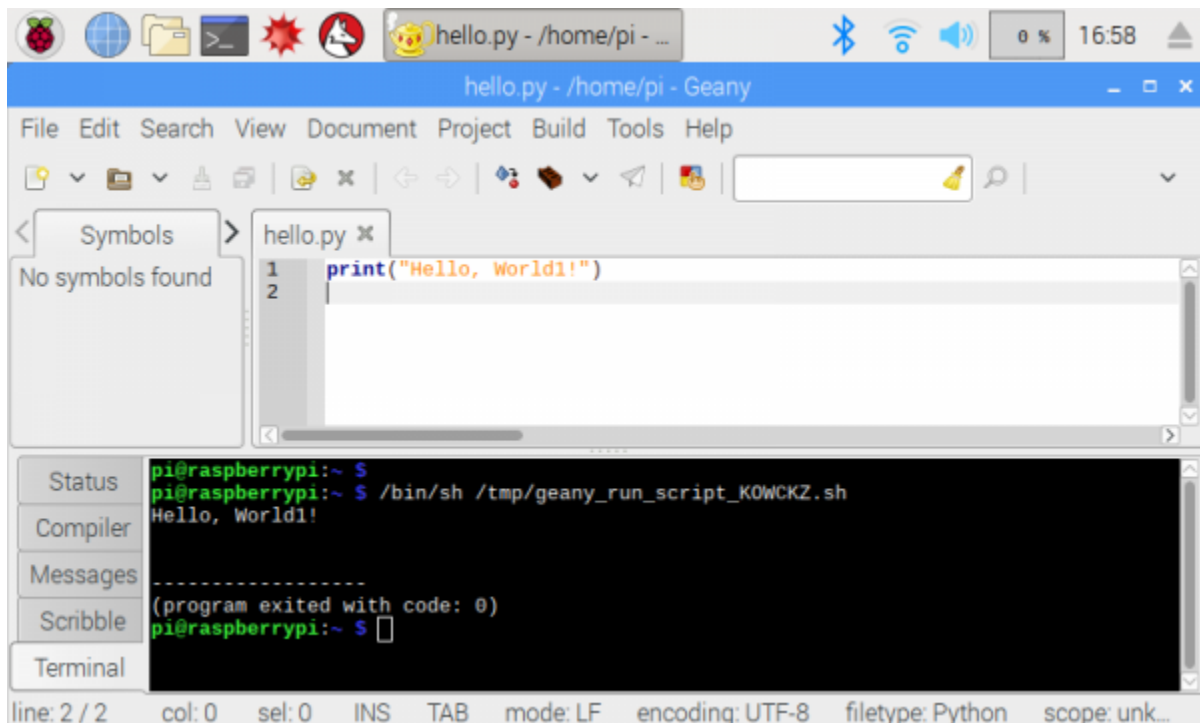 hello.py - /home/pi - ...
0 %
16:58
hello.py - /home/pi - Geany
File Edit Search View Document Project Build Tools Help
Symbols
hello.py
No symbols found
1 print("Hello, World1!")
2
Status
Compiler
Messages
Scribble
Terminal
pi@raspberrypi:~ $
pi@raspberrypi:~ $ /bin/sh /tmp/geany_run_script_KOWCKZ.sh
Hello, World1!
------------------
(program exited with code: 0)
pi@raspberrypi:~ $
line: 2 / 2 col: 0 sel: 0 INS TAB mode: LF encoding: UTF-8 filetype: Python scope: unk...